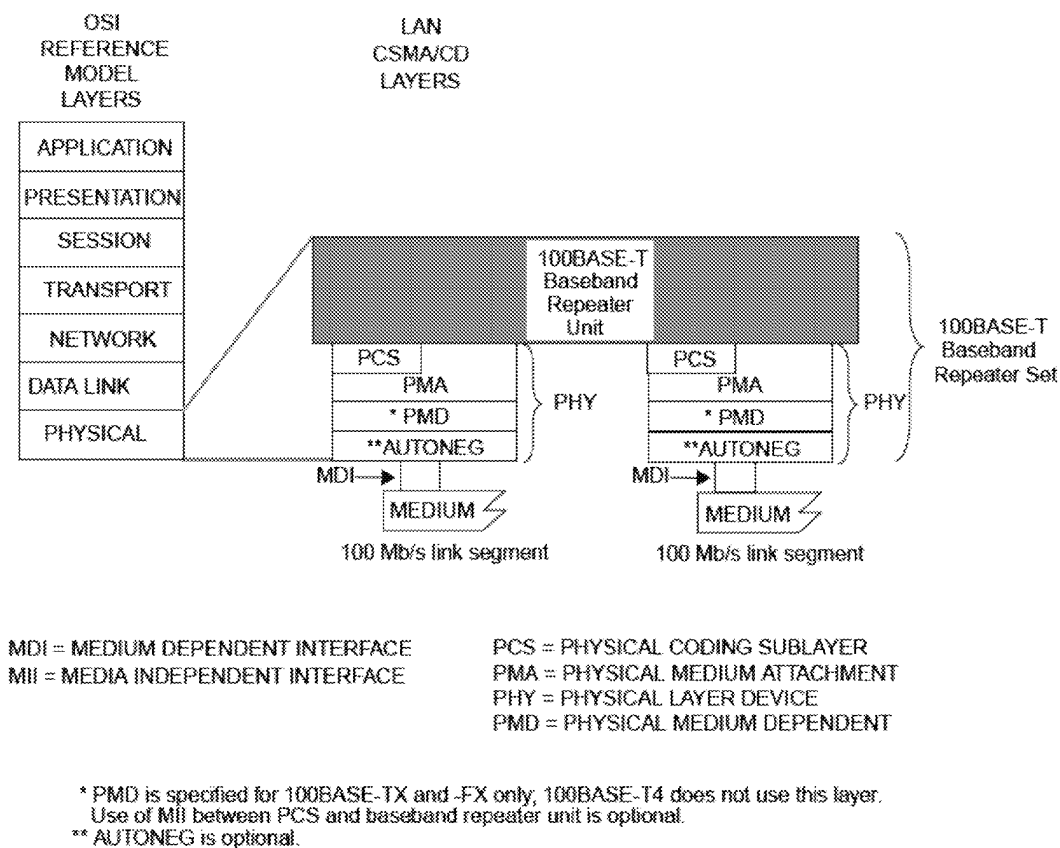 OSI
REFERENCE
MODEL
LAYERS
LAN
CSMA/CD
LAYERS
APPLICATION
PRESENTATION
SESSION
TRANSPORT
NETWORK
DATA LINK
PHYSICAL
100BASE-T
Baseband
Repeater
Unit
PCS
PMA
* PMD
**AUTONEG
PHY
MDI
MEDIUM
100 Mb/s link segment
PCS
PMA
* PMD
**AUTONEG
PHY
MDI
MEDIUM
100 Mb/s link segment
100BASE-T
Baseband
Repeater Set
MDI = MEDIUM DEPENDENT INTERFACE
MII = MEDIA INDEPENDENT INTERFACE
PCS = PHYSICAL CODING SUBLAYER
PMA = PHYSICAL MEDIUM ATTACHMENT
PHY = PHYSICAL LAYER DEVICE
PMD = PHYSICAL MEDIUM DEPENDENT
* PMD is specified for 100BASE-TX and -FX only; 100BASE-T4 does not use this layer.
Use of MII between PCS and baseband repeater unit is optional.
** AUTONEG is optional.